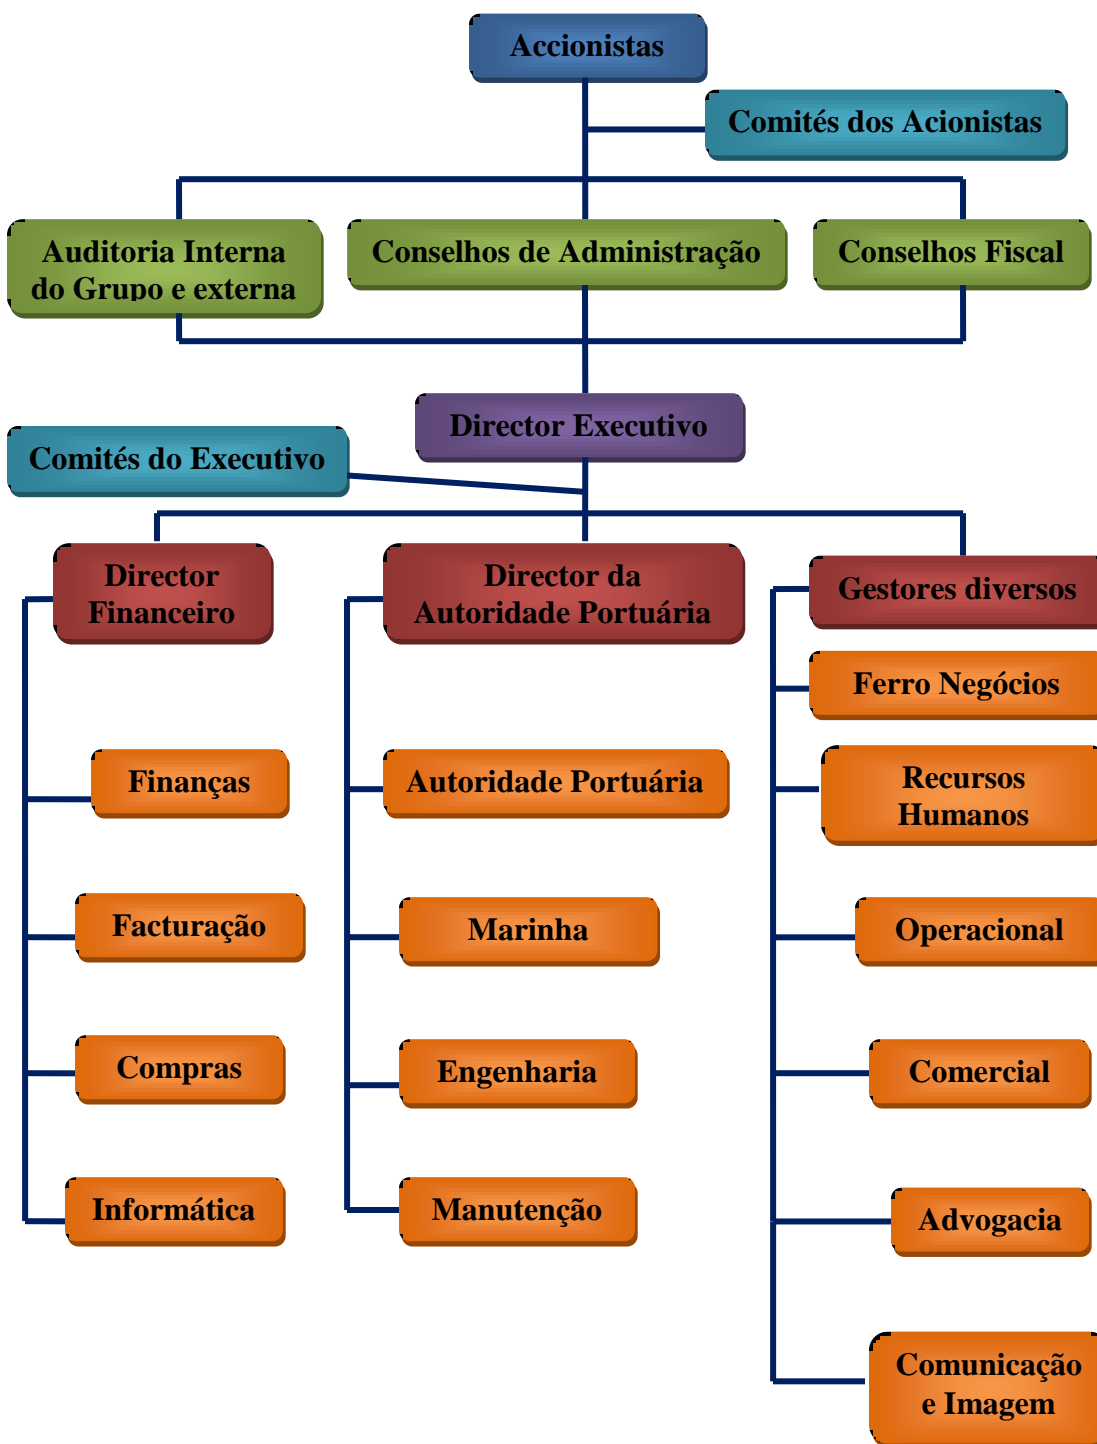 Accionistas
Comités dos Acionistas
Auditoria Interna
do Grupo e externa
Conselhos de Administração
Conselhos Fiscal
Director Executivo
Comités do Executivo
Director
Financeiro
Director da
Autoridade Portuária
Gestores diversos
Ferro Negócios
Finanças
Autoridade Portuária
Recursos
Humanos
Facturação
Marinha
Operacional
Compras
Engenharia
Comercial
Informática
Manutenção
Advogacia
Comunicação
e Imagem